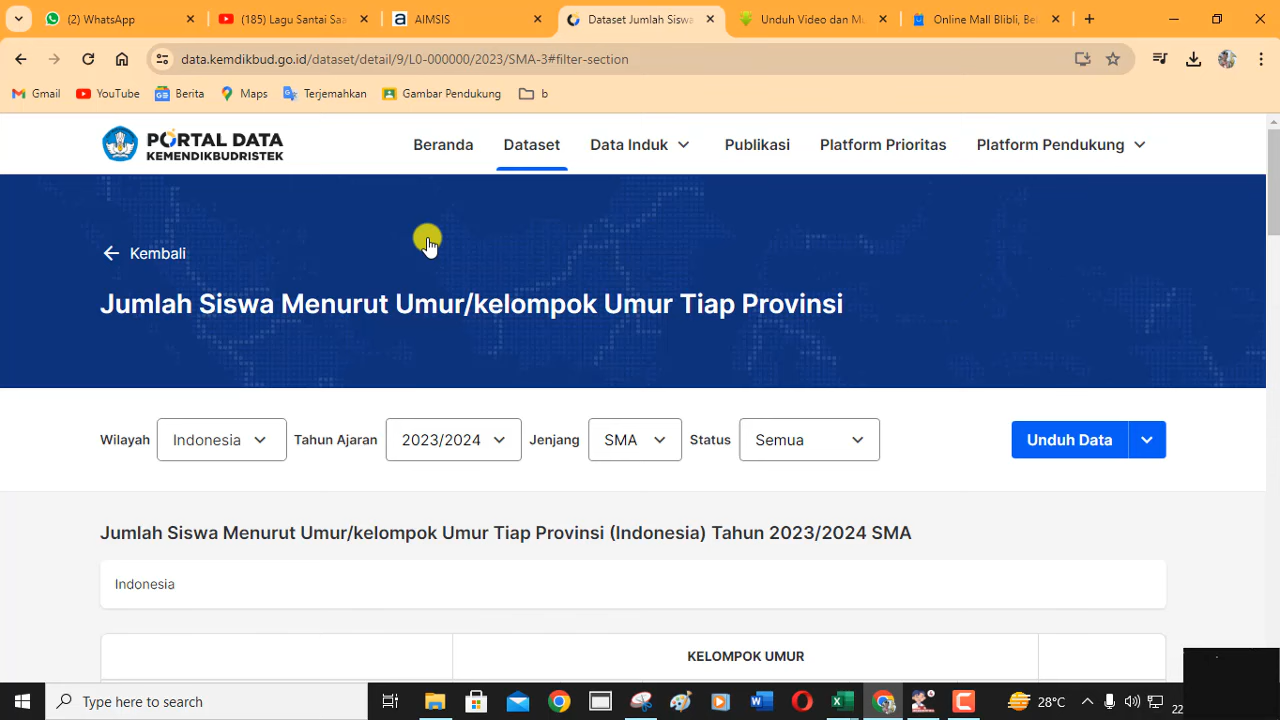 (2) WhatsApp
(185) Lagu Santai Saa
AIMSIS
Dataset Jumlah Siswa
Unduh Video dan Mu
Online Mall Blibli, Be
data.kemdikbud.go.id/dataset/detail/9/L0-000000/2023/SMA-3#filter-section
Gmail
YouTube
Berita
Maps
Terjemahkan
Gambar Pendukung
b
PORTAL DATA
KEMENDIKBUDRISTEK
Beranda
Dataset
Data Induk
Publikasi
Platform Prioritas
Platform Pendukung
Kembali
Jumlah Siswa Menurut Umur/kelompok Umur Tiap Provinsi
Wilayah
Indonesia
Tahun Ajaran
2023/2024
Jenjang
SMA
Status
Semua
Unduh Data
Jumlah Siswa Menurut Umur/kelompok Umur Tiap Provinsi (Indonesia) Tahun 2023/2024 SMA
Indonesia
KELOMPOK UMUR
Type here to search
28°C
22